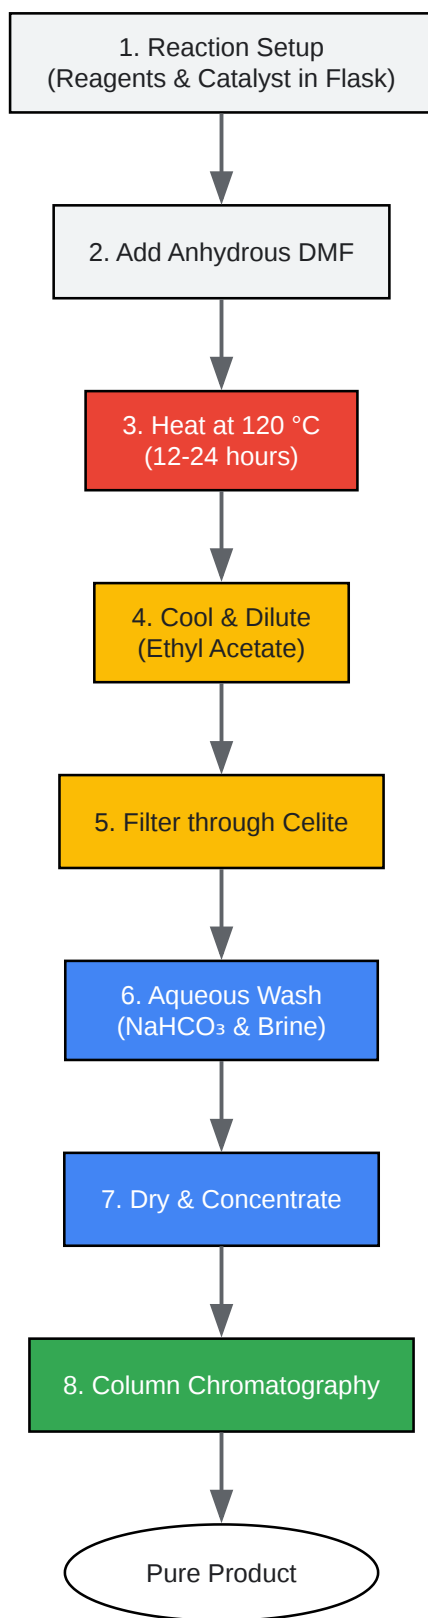 1. Reaction Setup
(Reagents & Catalyst in Flask)
2. Add Anhydrous DMF
3. Heat at 120 °C
(12-24 hours)
4. Cool & Dilute
(Ethyl Acetate)
5. Filter through Celite
6. Aqueous Wash
(NaHCO₃ & Brine)
7. Dry & Concentrate
8. Column Chromatography
Pure Product